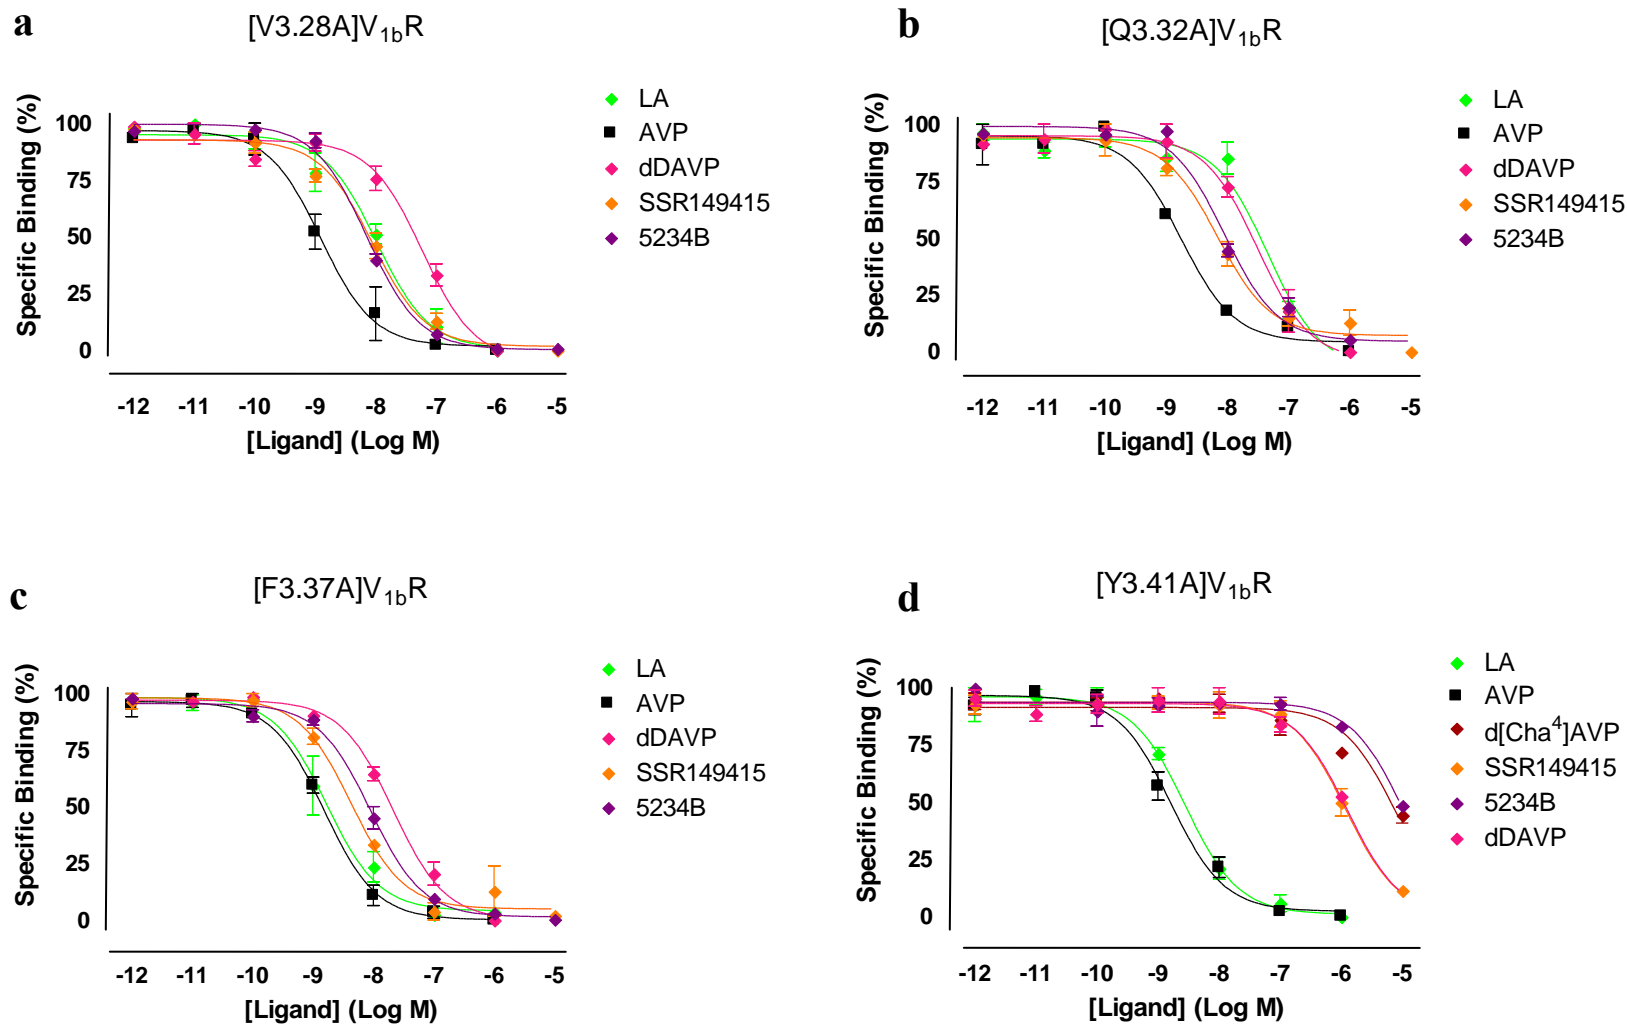 a
[V3.28A]V1bR
Specific Binding (%)
100
75
50
25
0
-12 -11 -10 -9 -8 -7 -6 -5
[Ligand] (Log M)
LA
AVP
dDAVP
SSR149415
5234B
b
[Q3.32A]V1bR
Specific Binding (%)
100
75
50
25
0
-12 -11 -10 -9 -8 -7 -6 -5
[Ligand] (Log M)
LA
AVP
dDAVP
SSR149415
5234B
c
[F3.37A]V1bR
Specific Binding (%)
100
75
50
25
0
-12 -11 -10 -9 -8 -7 -6 -5
[Ligand] (Log M)
LA
AVP
dDAVP
SSR149415
5234B
d
[Y3.41A]V1bR
Specific Binding (%)
100
75
50
25
0
-12 -11 -10 -9 -8 -7 -6 -5
[Ligand] (Log M)
LA
AVP
d[Cha4]AVP
SSR149415
5234B
dDAVP